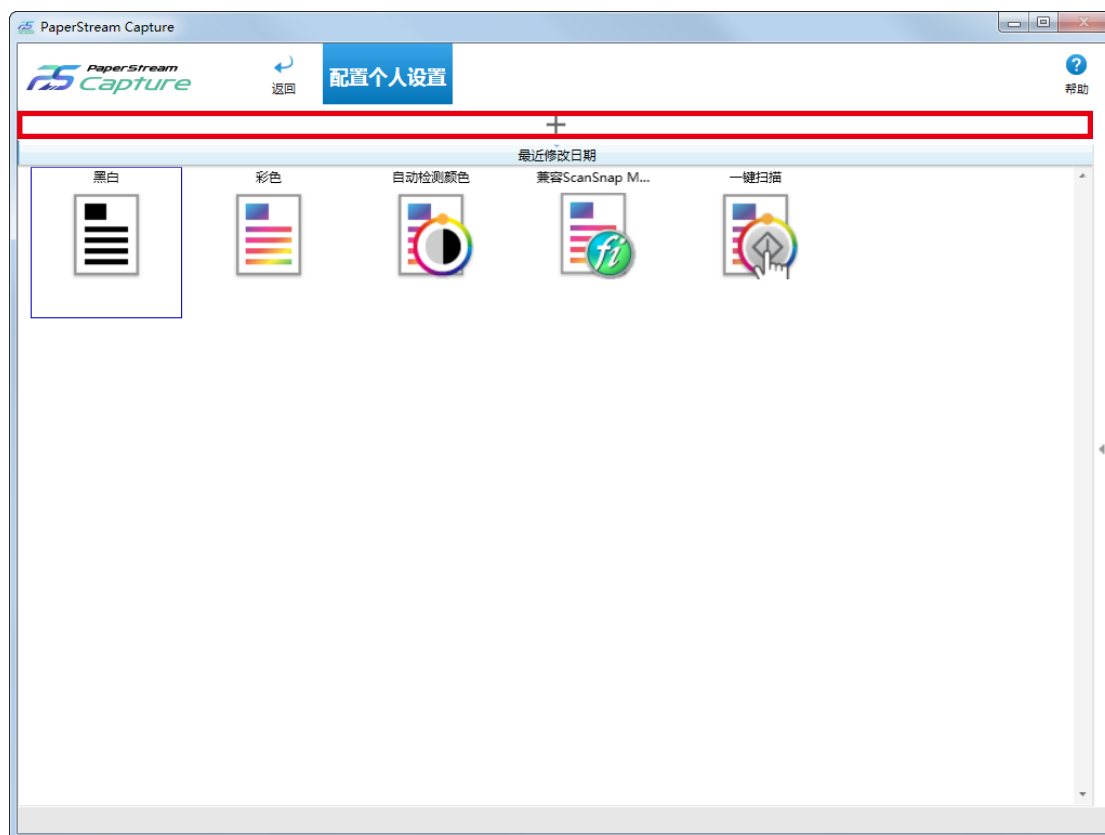 PaperStream Capture
PaperStream
Capture
返回
配置个人设置
帮助
最近修改日期
黑白
彩色
自动检测颜色
兼容ScanSnap M...
一键扫描
fi